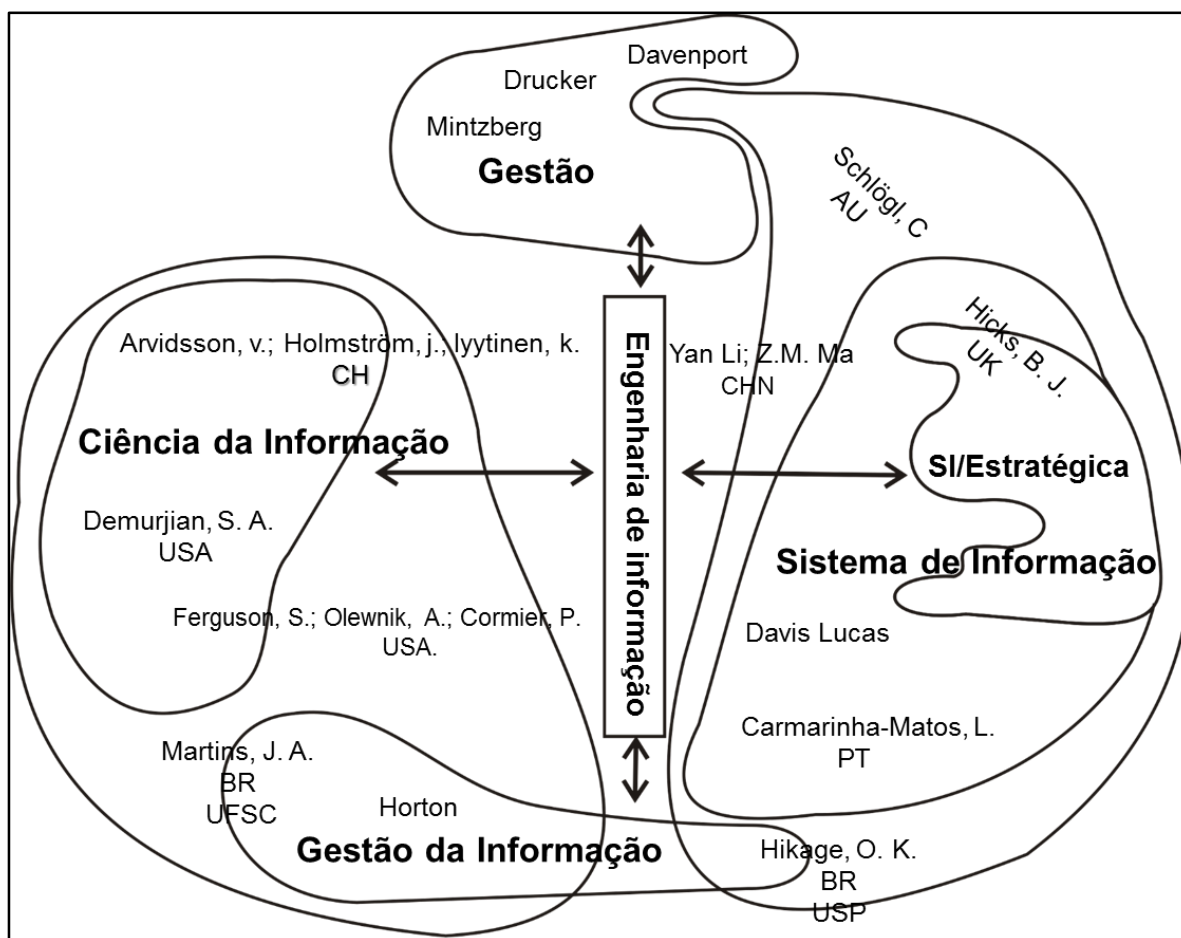 Davenport
Drucker
Mintzberg
Gestão
Schlögl, C
AU
Hicks, B. J.
UK
Arvidsson, v.; Holmström, j.; lyytinen, k.
CH
Engenharia de informação
Yan Li; Z.M. Ma
CHN
Ciência da Informação
SI/Estratégica
Demurjian, S. A.
USA
Sistema de Informação
Ferguson, S.; Olewnik, A.; Cormier, P.
USA.
Davis Lucas
Carmarinha-Matos, L.
PT
Martins, J. A.
BR
UFSC
Horton
Gestão da Informação
Hikage, O. K.
BR
USP